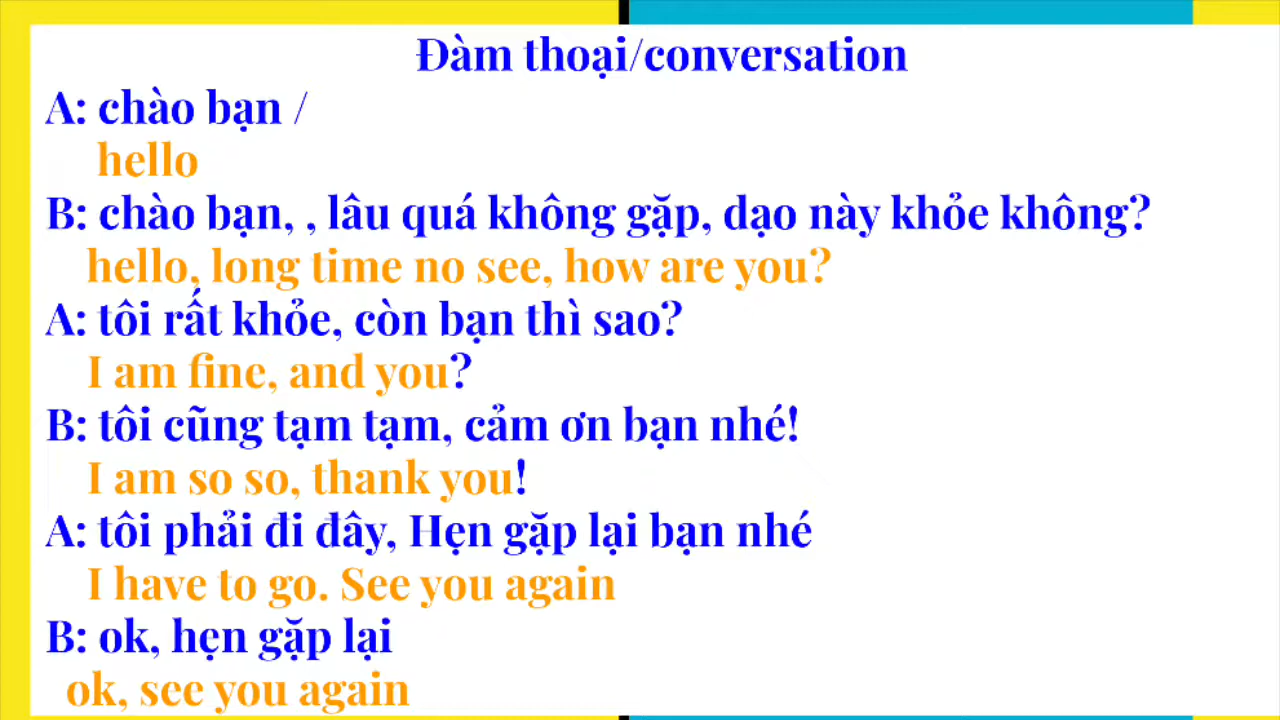 Đàm thoại/conversation
A: chào bạn /
hello
B: chào bạn, , lâu quá không gặp, dạo này khỏe không?
hello, long time no see, how are you?
A: tôi rất khỏe, còn bạn thì sao?
I am fine, and you?
B: tôi cũng tạm tạm, cảm ơn bạn nhé!
I am so so, thank you!
A: tôi phải đi đây, Hẹn gặp lại bạn nhé
I have to go. See you again
B: ok, hẹn gặp lại
ok, see you again